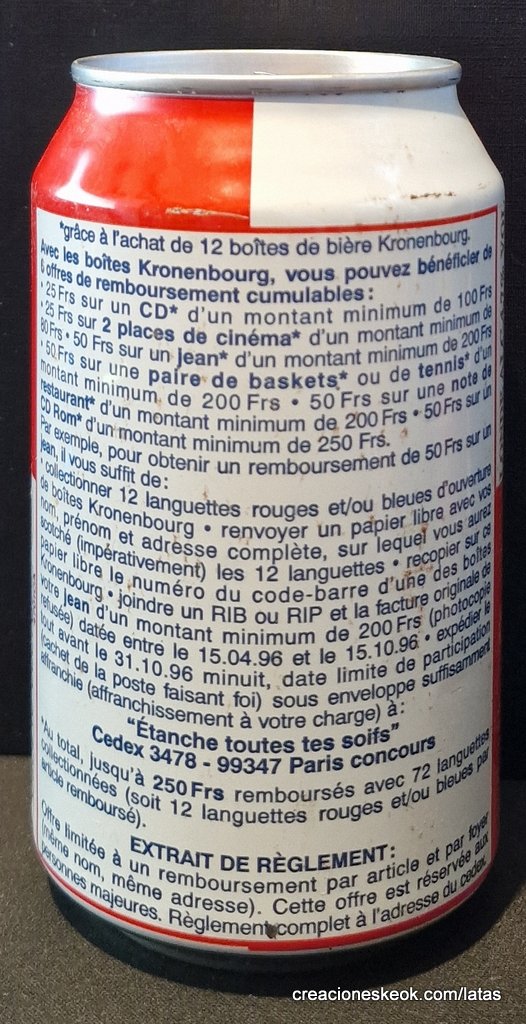 *grâce à l'achat de 12 boîtes de bière Kronenbourg.
Avec les boîtes Kronenbourg, vous pouvez bénéficier de
6 offres de remboursement cumulables :
• 25 Frs sur un CD* d'un montant minimum de 100 Frs
• 25 Frs sur 2 places de cinéma* d'un montant minimum de
80 Frs • 50 Frs sur un jean* d'un montant minimum de 200 Frs
• 50 Frs sur une paire de baskets* ou de tennis* d'un
montant minimum de 200 Frs • 50 Frs sur une note de
restaurant* d'un montant minimum de 200 Frs • 50 Frs sur un
CD Rom* d'un montant minimum de 250 Frs.
Par exemple, pour obtenir un remboursement de 50 Frs sur un
jean, il vous suffit de :
• collectionner 12 languettes rouges et/ou bleues d'ouverture
de boîtes Kronenbourg • renvoyer un papier libre avec vos
nom, prénom et adresse complète, sur lequel vous aurez
scotché (impérativement) les 12 languettes • recopier sur ce
papier libre le numéro du code-barre d'une des boîtes
Kronenbourg • joindre un RIB ou RIP et la facture originale de
votre jean d'un montant minimum de 200 Frs (photocopie
refusée) datée entre le 15.04.96 et le 15.10.96 • expédier le
tout avant le 31.10.96 minuit, date limite de participation
(cachet de la poste faisant foi) sous enveloppe suffisamment
affranchie (affranchissement à votre charge) à :
"Étanche toutes tes soifs"
Cedex 3478 - 99347 Paris concours
*Au total, jusqu'à 250 Frs remboursés avec 72 languettes
collectionnées (soit 12 languettes rouges et/ou bleues par
article remboursé).
EXTRAIT DE RÈGLEMENT :
Offre limitée à un remboursement par article et par foyer
(même nom, même adresse). Cette offre est réservée aux
personnes majeures. Règlement complet à l'adresse du cedex.
creacioneskeok.com/latas